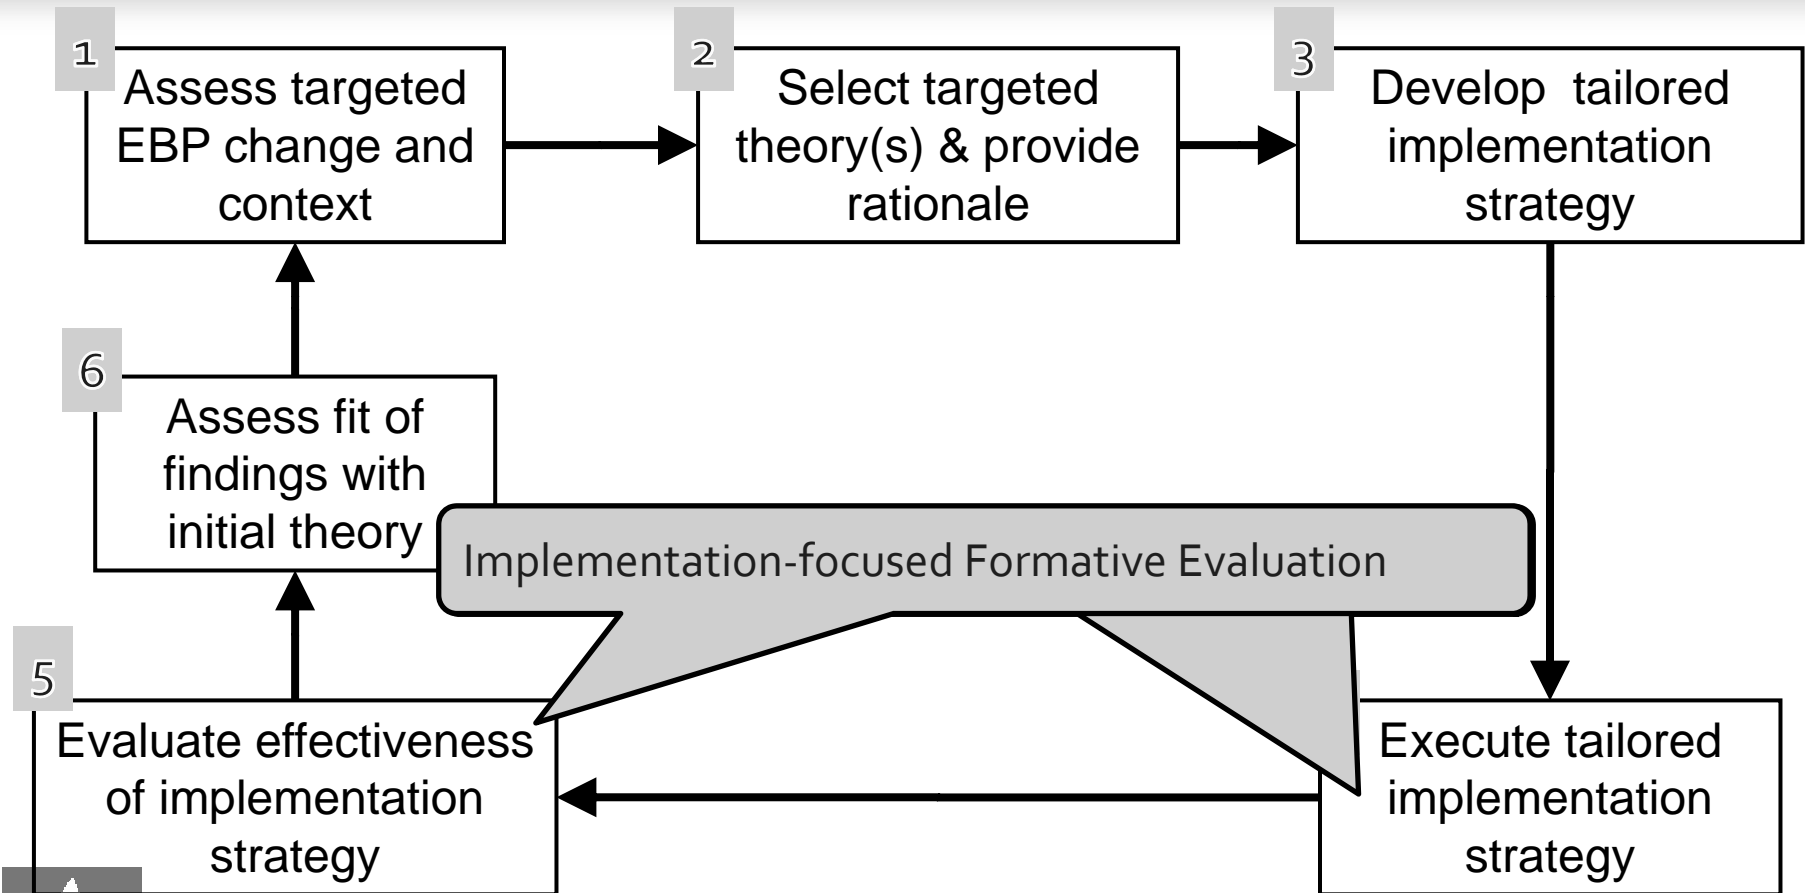 1
Assess targeted
EBP change and
context
2
Select targeted
theory(s) & provide
rationale
3
Develop  tailored
implementation
strategy
6
Assess fit of
findings with
initial theory
Implementation-focused Formative Evaluation
5
Evaluate effectiveness
of implementation
strategy
Execute tailored
implementation
strategy